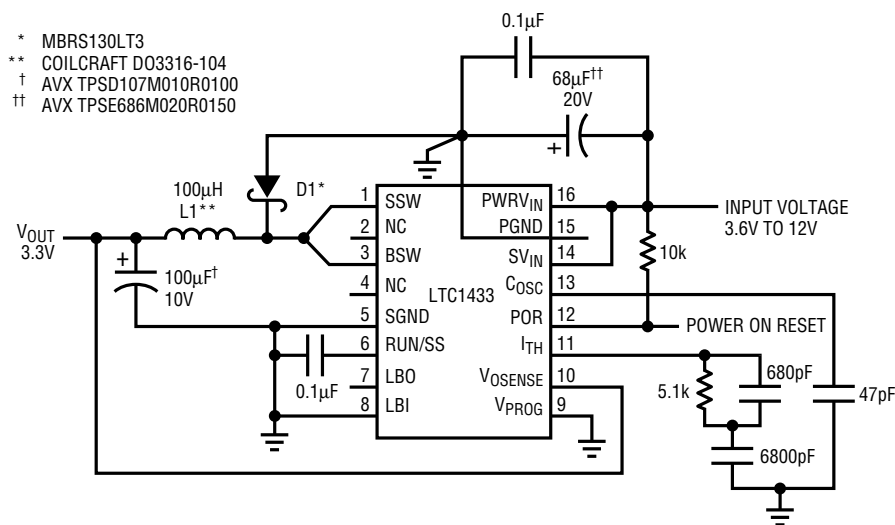 * MBRS130LT3
** COILCRAFT DO3316-104
† AVX TPSD107M010R0100
†† AVX TPSE686M020R0150
0.1µF
68µF††
20V
+
100µH
L1**
D1*
VOUT
3.3V
+
100µF†
10V
0.1µF
1 SSW
2 NC
3 BSW
4 NC
5 SGND
6 RUN/SS
7 LBO
8 LBI
LTC1433
PWRVIN 16
PGND 15
SVIN 14
COSC 13
POR 12
ITH 11
VOSENSE 10
VPROG 9
INPUT VOLTAGE
3.6V TO 12V
10k
POWER ON RESET
5.1k
680pF
6800pF
47pF